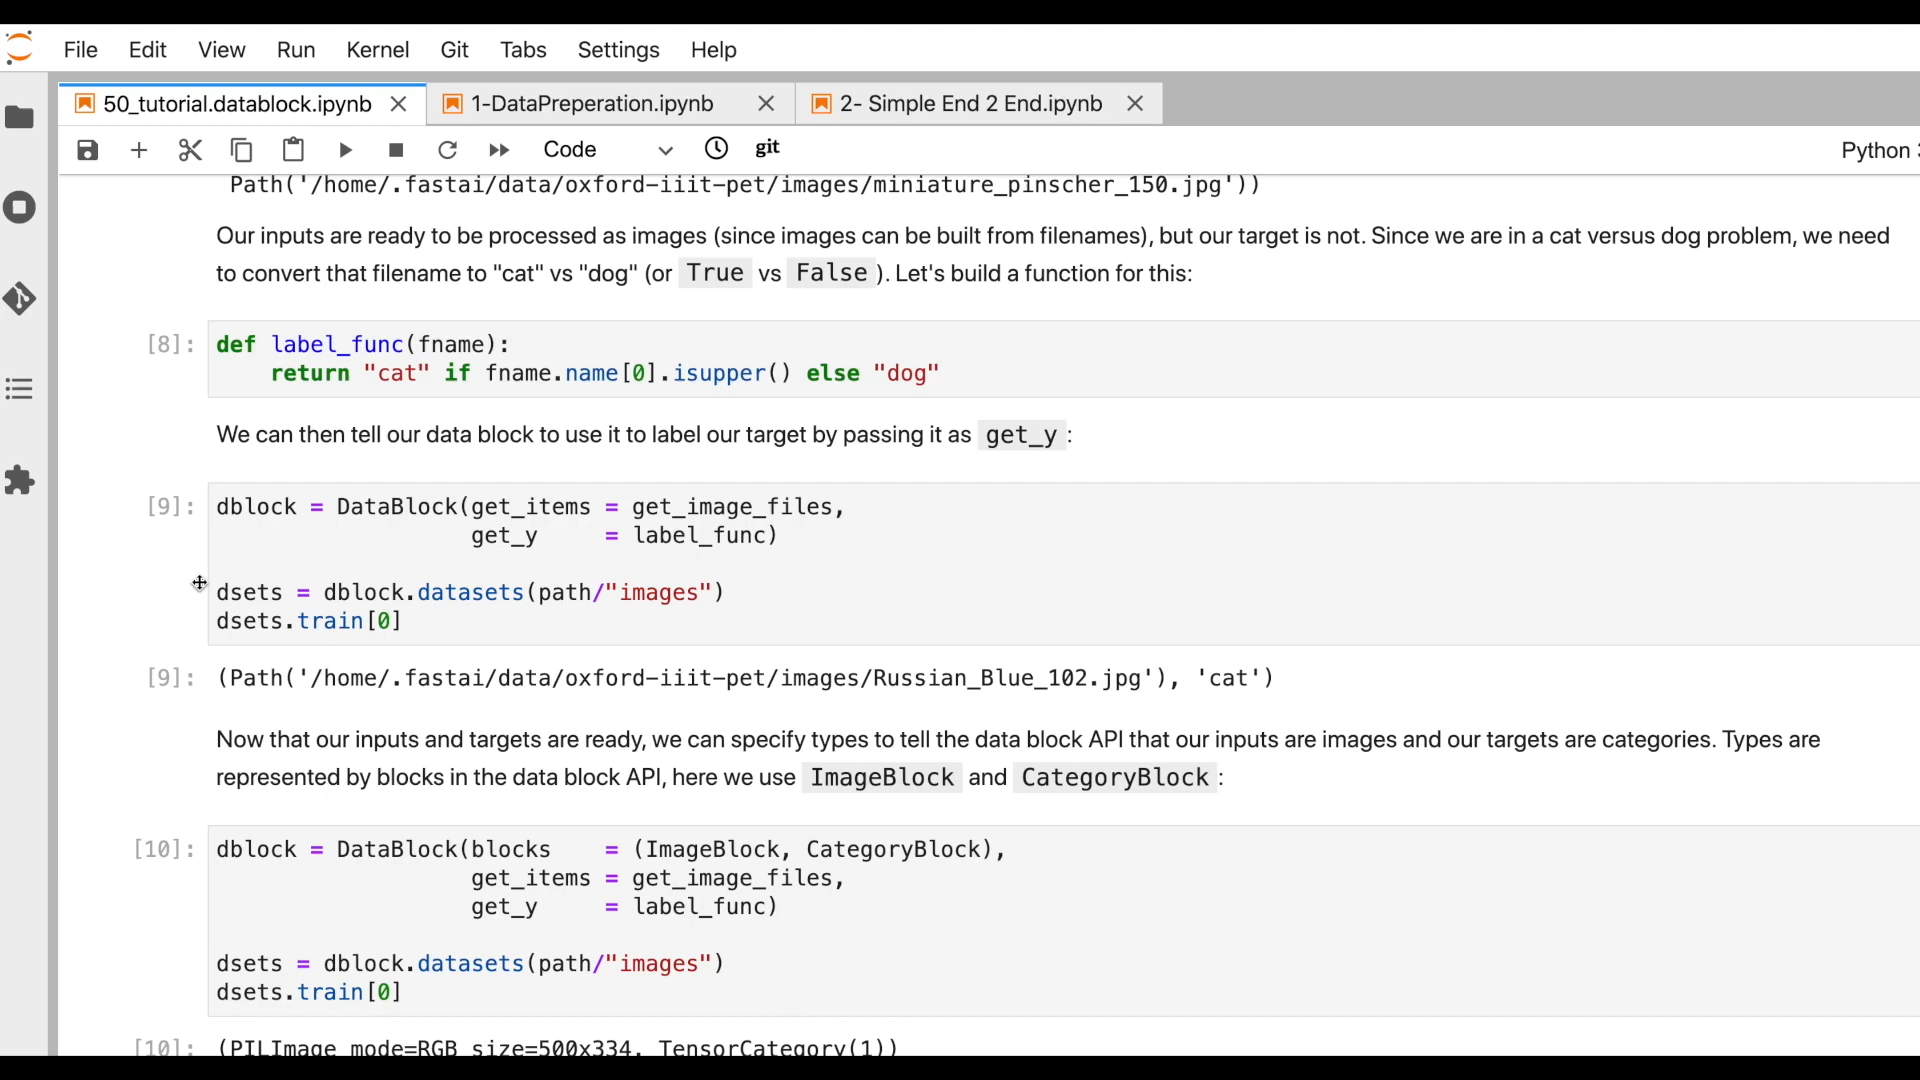 File Edit View Run Kernel Git Tabs Settings Help
50_tutorial.datablock.ipynb 1-DataPreperation.ipynb 2- Simple End 2 End.ipynb
Code git Python 3
Path('/home/.fastai/data/oxford-iiit-pet/images/miniature_pinscher_150.jpg'))
Our inputs are ready to be processed as images (since images can be built from filenames), but our target is not. Since we are in a cat versus dog problem, we need
to convert that filename to "cat" vs "dog" (or True vs False ). Let's build a function for this:
[8]: def label_func(fname):
return "cat" if fname.name[0].isupper() else "dog"
We can then tell our data block to use it to label our target by passing it as get_y :
[9]: dblock = DataBlock(get_items = get_image_files,
get_y = label_func)
dsets = dblock.datasets(path/"images")
dsets.train[0]
[9]: (Path('/home/.fastai/data/oxford-iiit-pet/images/Russian_Blue_102.jpg'), 'cat')
Now that our inputs and targets are ready, we can specify types to tell the data block API that our inputs are images and our targets are categories. Types are
represented by blocks in the data block API, here we use ImageBlock and CategoryBlock :
[10]: dblock = DataBlock(blocks = (ImageBlock, CategoryBlock),
get_items = get_image_files,
get_y = label_func)
dsets = dblock.datasets(path/"images")
dsets.train[0]
[10]: (PILImage mode=RGB size=500x334, TensorCategory(1))